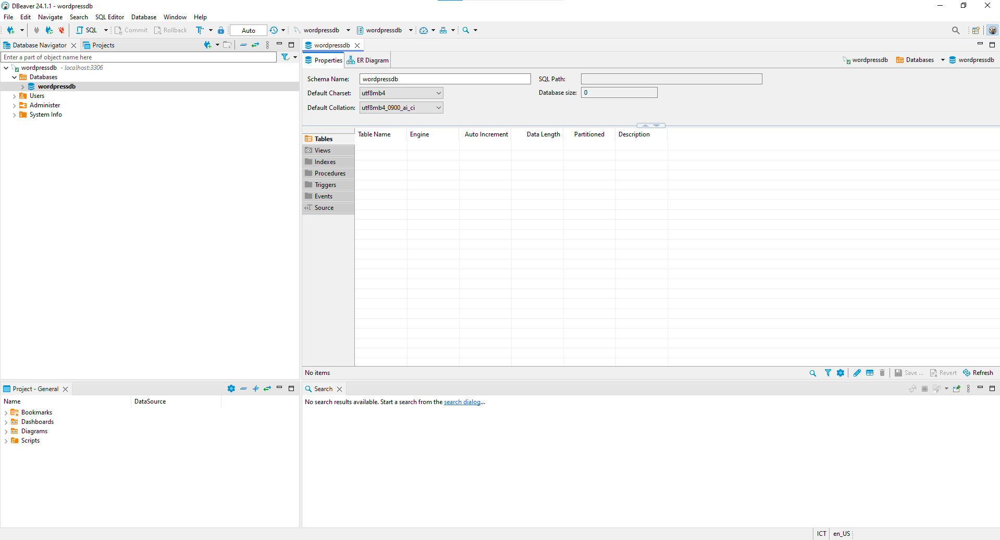 DBeaver 24.1.1 - wordpressdb
File Edit Navigate Search SQL Editor Database Window Help
SQL Commit Rollback Auto wordpressdb wordpressdb
Database Navigator Projects
Enter a part of object name here
wordpressdb - localhost:3306
Databases
wordpressdb
Users
Administer
System Info
wordpressdb
Properties ER Diagram wordpressdb Databases wordpressdb
Schema Name: wordpressdb SQL Path:
Default Charset: utf8mb4 Database size: 0
Default Collation: utf8mb4_0900_ai_ci
Tables
Views
Indexes
Procedures
Triggers
Events
Source
Table Name Engine Auto Increment Data Length Partitioned Description
No items Save ... Revert Refresh
Project - General
Name DataSource
Bookmarks
Dashboards
Diagrams
Scripts
Search
No search results available. Start a search from the search dialog...
ICT en_US